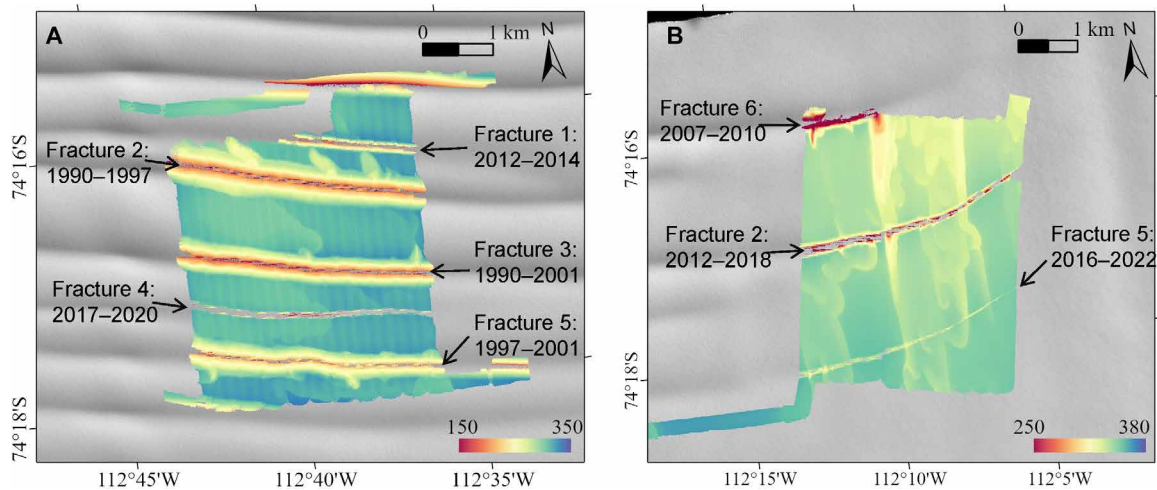 A
0 1 km
N
Fracture 1:
2012–2014
Fracture 2:
1990–1997
Fracture 3:
1990–2001
Fracture 4:
2017–2020
Fracture 5:
1997–2001
74°16'S
74°18'S
150 350
112°45'W 112°40'W 112°35'W
B
0 1 km
N
Fracture 6:
2007–2010
Fracture 2:
2012–2018
Fracture 5:
2016–2022
74°16'S
74°18'S
250 380
112°15'W 112°10'W 112°5'W